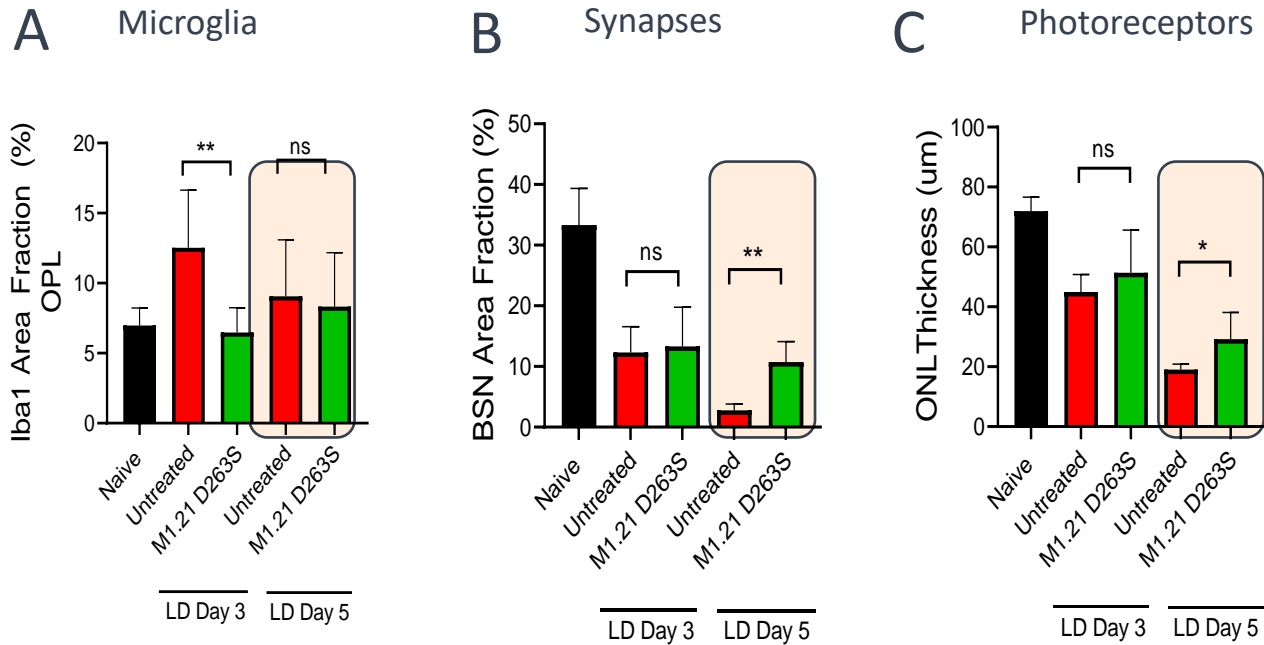 A Microglia
Iba1 Area Fraction (%)
OPL
20
15
10
5
0
**
ns
Naive
Untreated
M1.21 D263S
Untreated
M1.21 D263S
LD Day 3
LD Day 5
B Synapses
BSN Area Fraction (%)
50
40
30
20
10
0
ns
**
Naive
Untreated
M1.21 D263S
Untreated
M1.21 D263S
LD Day 3
LD Day 5
C Photoreceptors
ONLThickness (um)
100
80
60
40
20
0
ns
*
Naive
Untreated
M1.21 D263S
Untreated
M1.21 D263S
LD Day 3
LD Day 5